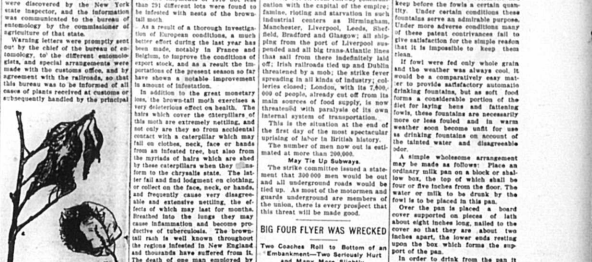 were discovered by the New York
state inspector, and the information
was communicated to the bureau of
entomology by the commissioner of
agriculture of that state.
Warning letters were promptly sent
out by the chief of the bureau of en-
tomology, to the different entomolo-
gists, and special arrangements were
made with the customs office, and by
agreement with the railroads, so that
this bureau was to be informed of all
cases of plants received at customs or
subsequently handled by the principal
than 291 different lots were found to
be infested with nests of the brown-
tail moth.
As a result of a thorough investiga-
tion of European conditions, a much
better effort during the last year has
been made, notably in France and
Belgium, to improve the conditions of
export stock, and as a result the im-
portations of the present season so far
have shown a notable improvement
in amount of infestation.
In addition to the great monetary
loss, the brown-tail moth exercises a
very deleterious effect on health. The
hairs which cover the caterpillars of
this moth are extremely nettling, and
not only are they so from accidental
contact with a caterpillar which may
fall on clothes, neck, face or hands
from an infested tree, but also from
the myriads of hairs which are shed
by these caterpillars when they
form to the chrysalis state. The lat-
ter fall and find lodgment on clothing,
or collect on the face, neck, or hands,
and frequently cause very disagree-
able and extensive nettling, the ef-
fects of which may last for months.
Breathed into the lungs they may
cause inflammation and become pro-
ductive of tuberculosis. The brown-
tail rash is well known throughout
the regions infested in New England
and thousands have suffered from it.
The death of one man employed by
cation with the capital of the empire;
famine, rioting and starvation in such
industrial centers as Birmingham,
Manchester, Liverpool, Leeds, Shef-
field, Bradford and Glasgow; all ship-
ping from the port of Liverpool sus-
pended and all big trans-Atlantic lines
that sail from there indefinitely laid
off; Irish railroads tied up and Dublin
threatened by a mob; the strike fever
spreading in all kinds of industry; col-
lieries closed; London, with its 7,000,-
000 of people, already cut off from its
main sources of food supply, is now
threatened with paralysis of its own
internal system of transportation.
This is the situation at the end of
the first day of the most spectacular
uprising of labor in British history.
The number of men now out is esti-
mated at more than 200,000.
May Tie Up Subways.
The strike committee issued a state-
ment that 200 000 men would be out
and all underground roads would be
tied up. As most of the motormen and
guards underground are members of
the union, there is every prospect that
this threat will be made good.
BIG FOUR FLYER WAS WRECKED
Two Coaches Roll to Bottom of an
Embankment—Two Seriously Hurt
and Many More Slightly
keep before the fowls a certain quan-
tity. Under certain conditions these
fountains serve an admirable purpose.
Under more adverse conditions many
of these patent contrivances fail to
give satisfaction for the simple reason
that it is impossible to keep them
clean.
If fowl were fed only whole grain
and the weather was always cool, it
would be a comparatively easy mat-
ter to provide satisfactory automatic
drinking fountains, but as soft food
forms a considerable portion of the
diet for laying hens and fattening
fowls, these fountains are necessarily
more or less fouled and in warm
weather soon become unfit for use
as drinking fountains on account of
the tainted water and disagreeable
odor.
A simple wholesome arrangement
may be made as follows: Place an
ordinary milk pan on a block or shal-
low box, the top of which shall be
four or five inches from the floor. The
water or milk to be drunk by the
fowl is to be placed in this pan.
Over the pan is placed a board
cover supported on pieces of lath
about eight inches long, nailed to the
cover so that they are about two
inches apart, the lower ends resting
upon the box which forms the sup-
port of the pan.
In order to drink from the pan it